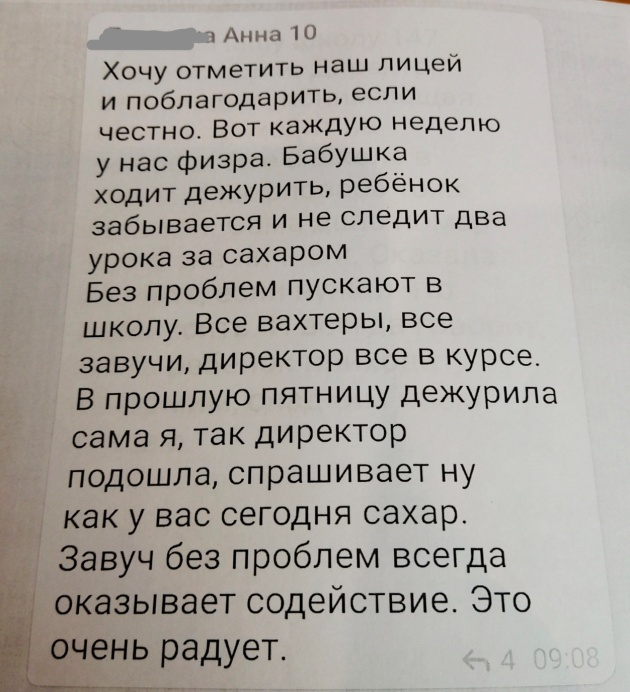 а Анна 10
Хочу отметить наш лицей
и поблагодарить, если
честно. Вот каждую неделю
у нас физра. Бабушка
ходит дежурить, ребёнок
забывается и не следит два
урока за сахаром
Без проблем пускают в
школу. Все вахтеры, все
завучи, директор все в курсе.
В прошлую пятницу дежурила
сама я, так директор
подошла, спрашивает ну
как у вас сегодня сахар.
Завуч без проблем всегда
оказывает содействие. Это
очень радует.
4 09:08